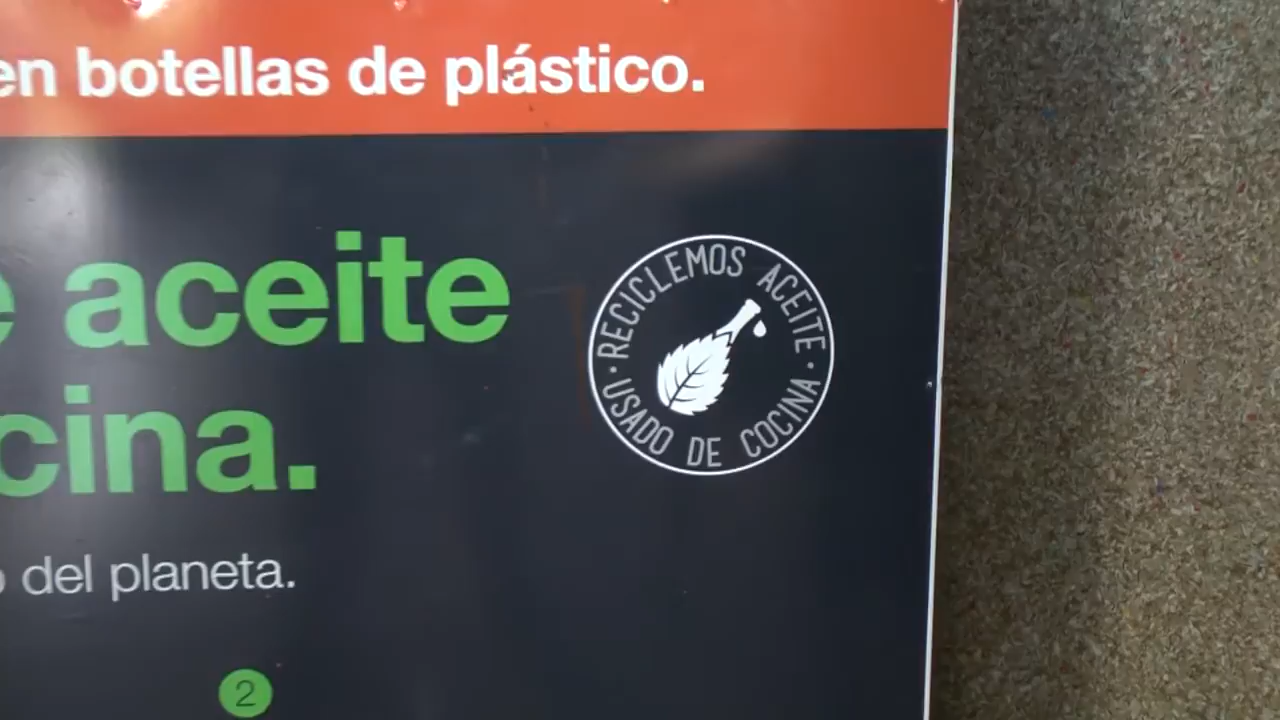 en botellas de plástico.
aceite
cina.
del planeta.
RECICLEMOS ACEITE
USADO DE COCINA
2